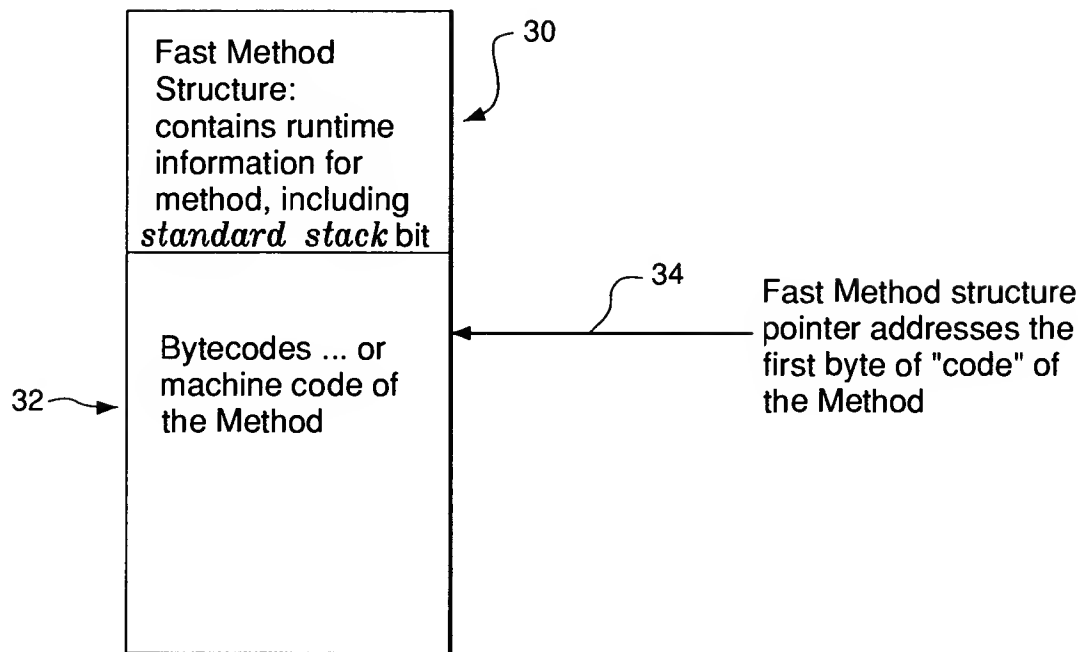 Fast Method
Structure:
contains runtime
information for
method, including
standard stack bit
30
Bytecodes ... or
machine code of
the Method
32
34
Fast Method structure
pointer addresses the
first byte of "code" of
the Method